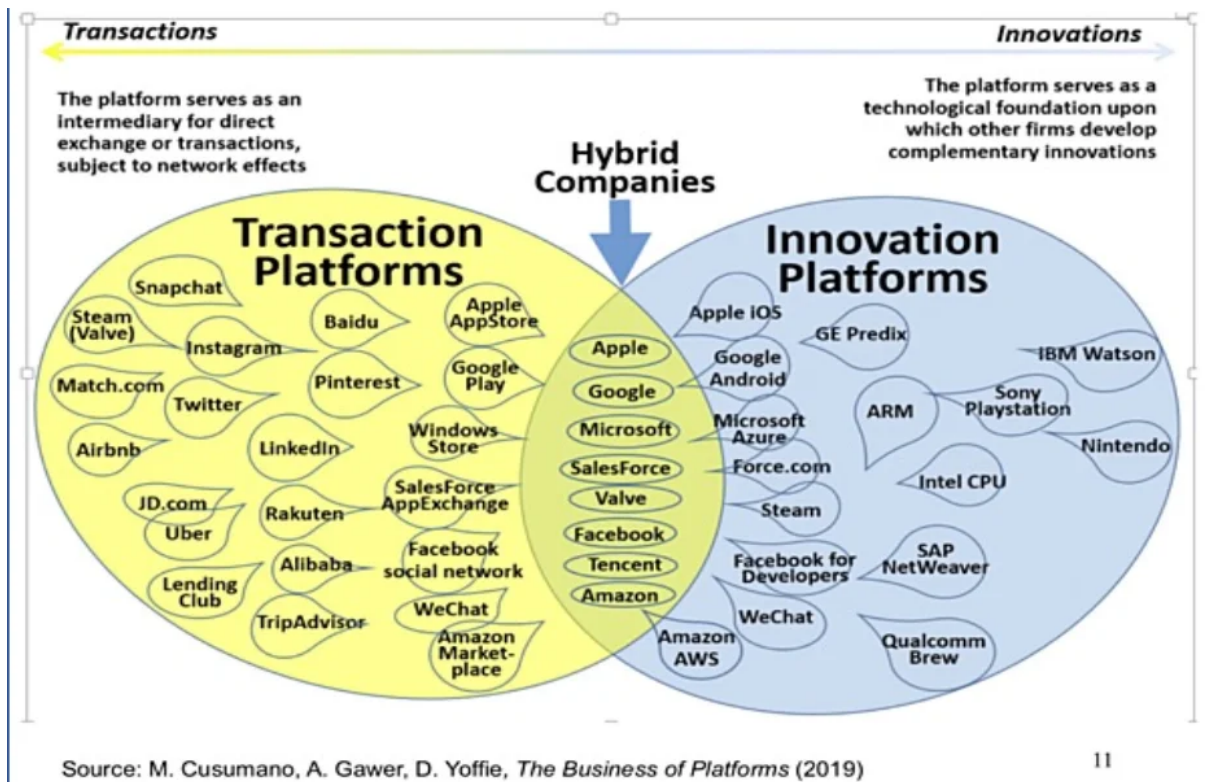 Transactions
Innovations
The platform serves as an
intermediary for direct
exchange or transactions,
subject to network effects
The platform serves as a
technological foundation upon
which other firms develop
complementary innovations
Hybrid
Companies
Transaction
Platforms
Snapchat
Steam
(Valve)
Instagram
Baidu
Apple
AppStore
Match.com
Twitter
Pinterest
Google
Play
Airbnb
LinkedIn
Windows
Store
JD.com
Uber
Rakuten
SalesForce
AppExchange
Lending
Club
Alibaba
Facebook
social network
TripAdvisor
WeChat
Amazon
Market-
place
Apple
Google
Microsoft
SalesForce
Valve
Facebook
Tencent
Amazon
Innovation
Platforms
Apple iOS
GE Predix
IBM Watson
Google
Android
ARM
Sony
Playstation
Microsoft
Azure
Nintendo
Force.com
Intel CPU
Steam
Facebook for
Developers
SAP
NetWeaver
WeChat
Amazon
AWS
Qualcomm
Brew
Source: M. Cusumano, A. Gawer, D. Yoffie, The Business of Platforms (2019)
11